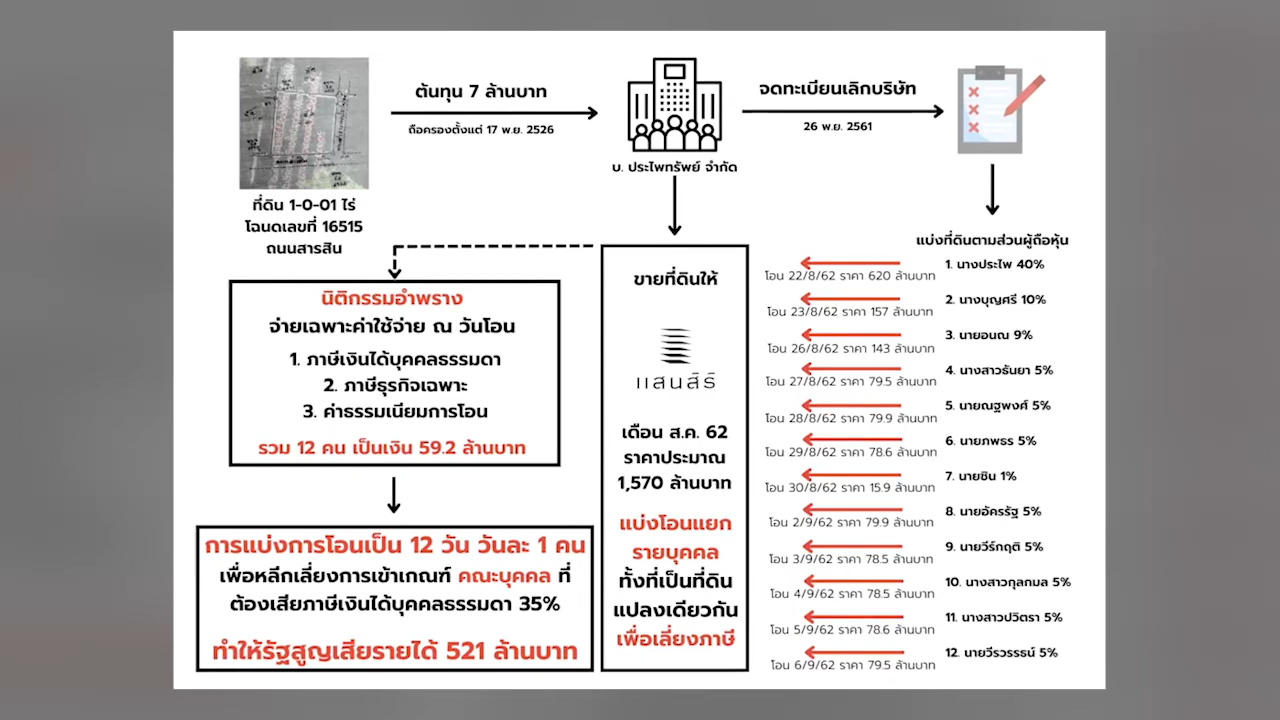 ต้นทุน 7 ล้านบาท
ถือครองตั้งแต่ 17 พ.ย. 2526
จดทะเบียนเลิกบริษัท
26 พ.ย. 2561
บ. ประไพทรัพย์ จำกัด
ที่ดิน 1-0-01 ไร่
โฉนดเลขที่ 16515
ถนนสารสิน
นิติกรรมอำพราง
จ่ายเฉพาะค่าใช้จ่าย ณ วันโอน
1. ภาษีเงินได้บุคคลธรรมดา
2. ภาษีธุรกิจเฉพาะ
3. ค่าธรรมเนียมการโอน
รวม 12 คน เป็นเงิน 59.2 ล้านบาท
การแบ่งการโอนเป็น 12 วัน วันละ 1 คน
เพื่อหลีกเลี่ยงการเข้าเกณฑ์ คณะบุคคล ที่
ต้องเสียภาษีเงินได้บุคคลธรรมดา 35%
ทำให้รัฐสูญเสียรายได้ 521 ล้านบาท
ขายที่ดินให้
แสนสิริ
เดือน ส.ค. 62
ราคาประมาณ
1,570 ล้านบาท
แบ่งโอนแยก
รายบุคคล
ทั้งที่เป็นที่ดิน
แปลงเดียวกัน
เพื่อเลี่ยงภาษี
แบ่งที่ดินตามส่วนผู้ถือหุ้น
1. นางประไพ 40%
โอน 22/8/62 ราคา 620 ล้านบาท
2. นางบุญศรี 10%
โอน 23/8/62 ราคา 157 ล้านบาท
3. นายอนณ 9%
โอน 26/8/62 ราคา 143 ล้านบาท
4. นางสาวธันยา 5%
โอน 27/8/62 ราคา 79.5 ล้านบาท
5. นายณฐพงศ์ 5%
โอน 28/8/62 ราคา 79.9 ล้านบาท
6. นายภพธร 5%
โอน 29/8/62 ราคา 78.6 ล้านบาท
7. นายชิน 1%
โอน 30/8/62 ราคา 15.9 ล้านบาท
8. นายอัครรัฐ 5%
โอน 2/9/62 ราคา 79.9 ล้านบาท
9. นายวีร์กฤติ 5%
โอน 3/9/62 ราคา 78.5 ล้านบาท
10. นางสาวกุลกมล 5%
โอน 4/9/62 ราคา 78.5 ล้านบาท
11. นางสาวปวิตรา 5%
โอน 5/9/62 ราคา 78.6 ล้านบาท
12. นายวีรวรรธน์ 5%
โอน 6/9/62 ราคา 79.5 ล้านบาท